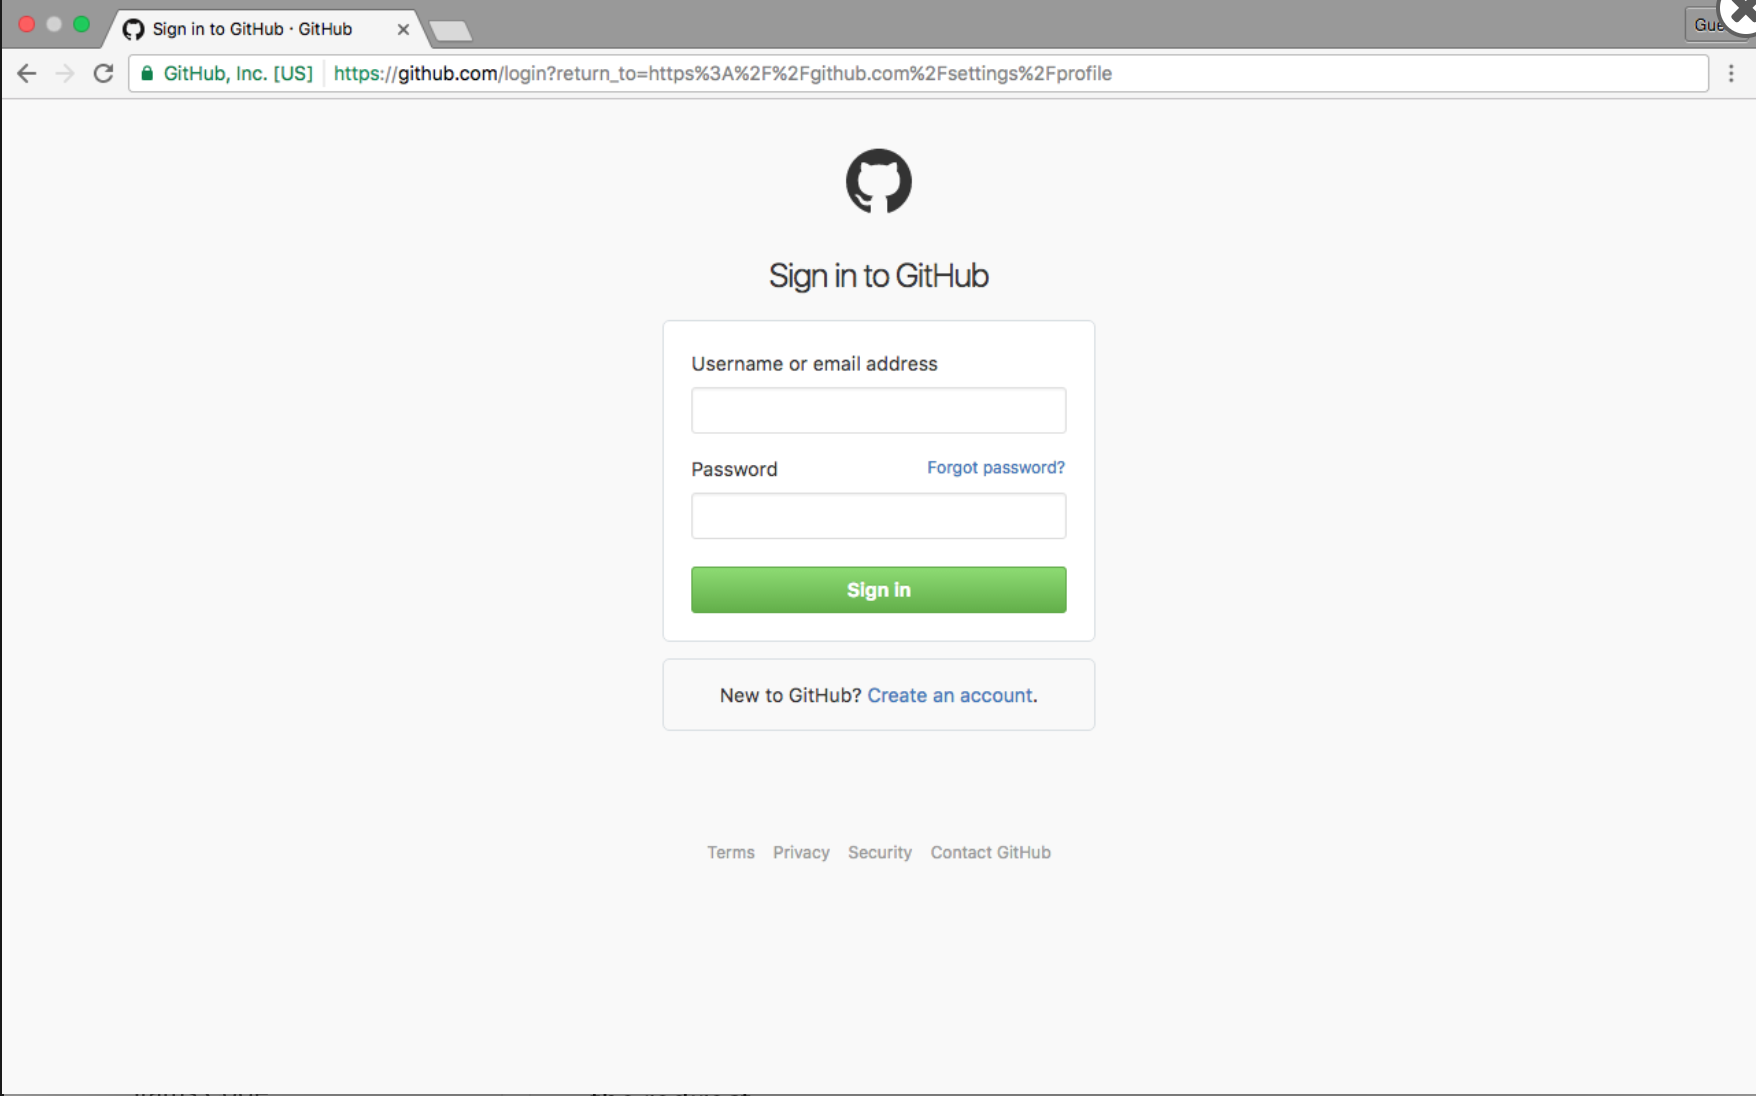 Sign in to GitHub · GitHub
GitHub, Inc. [US] https://github.com/login?return_to=https%3A%2F%2Fgithub.com%2Fsettings%2Fprofile
Sign in to GitHub
Username or email address
Password Forgot password?
Sign in
New to GitHub? Create an account.
Terms Privacy Security Contact GitHub